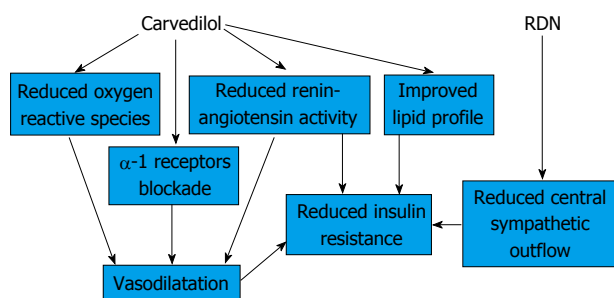 Carvedilol
RDN
Reduced oxygen
reactive species
Reduced renin-
angiotensin activity
Improved
lipid profile
α-1 receptors
blockade
Reduced insulin
resistance
Reduced central
sympathetic
outflow
Vasodilatation